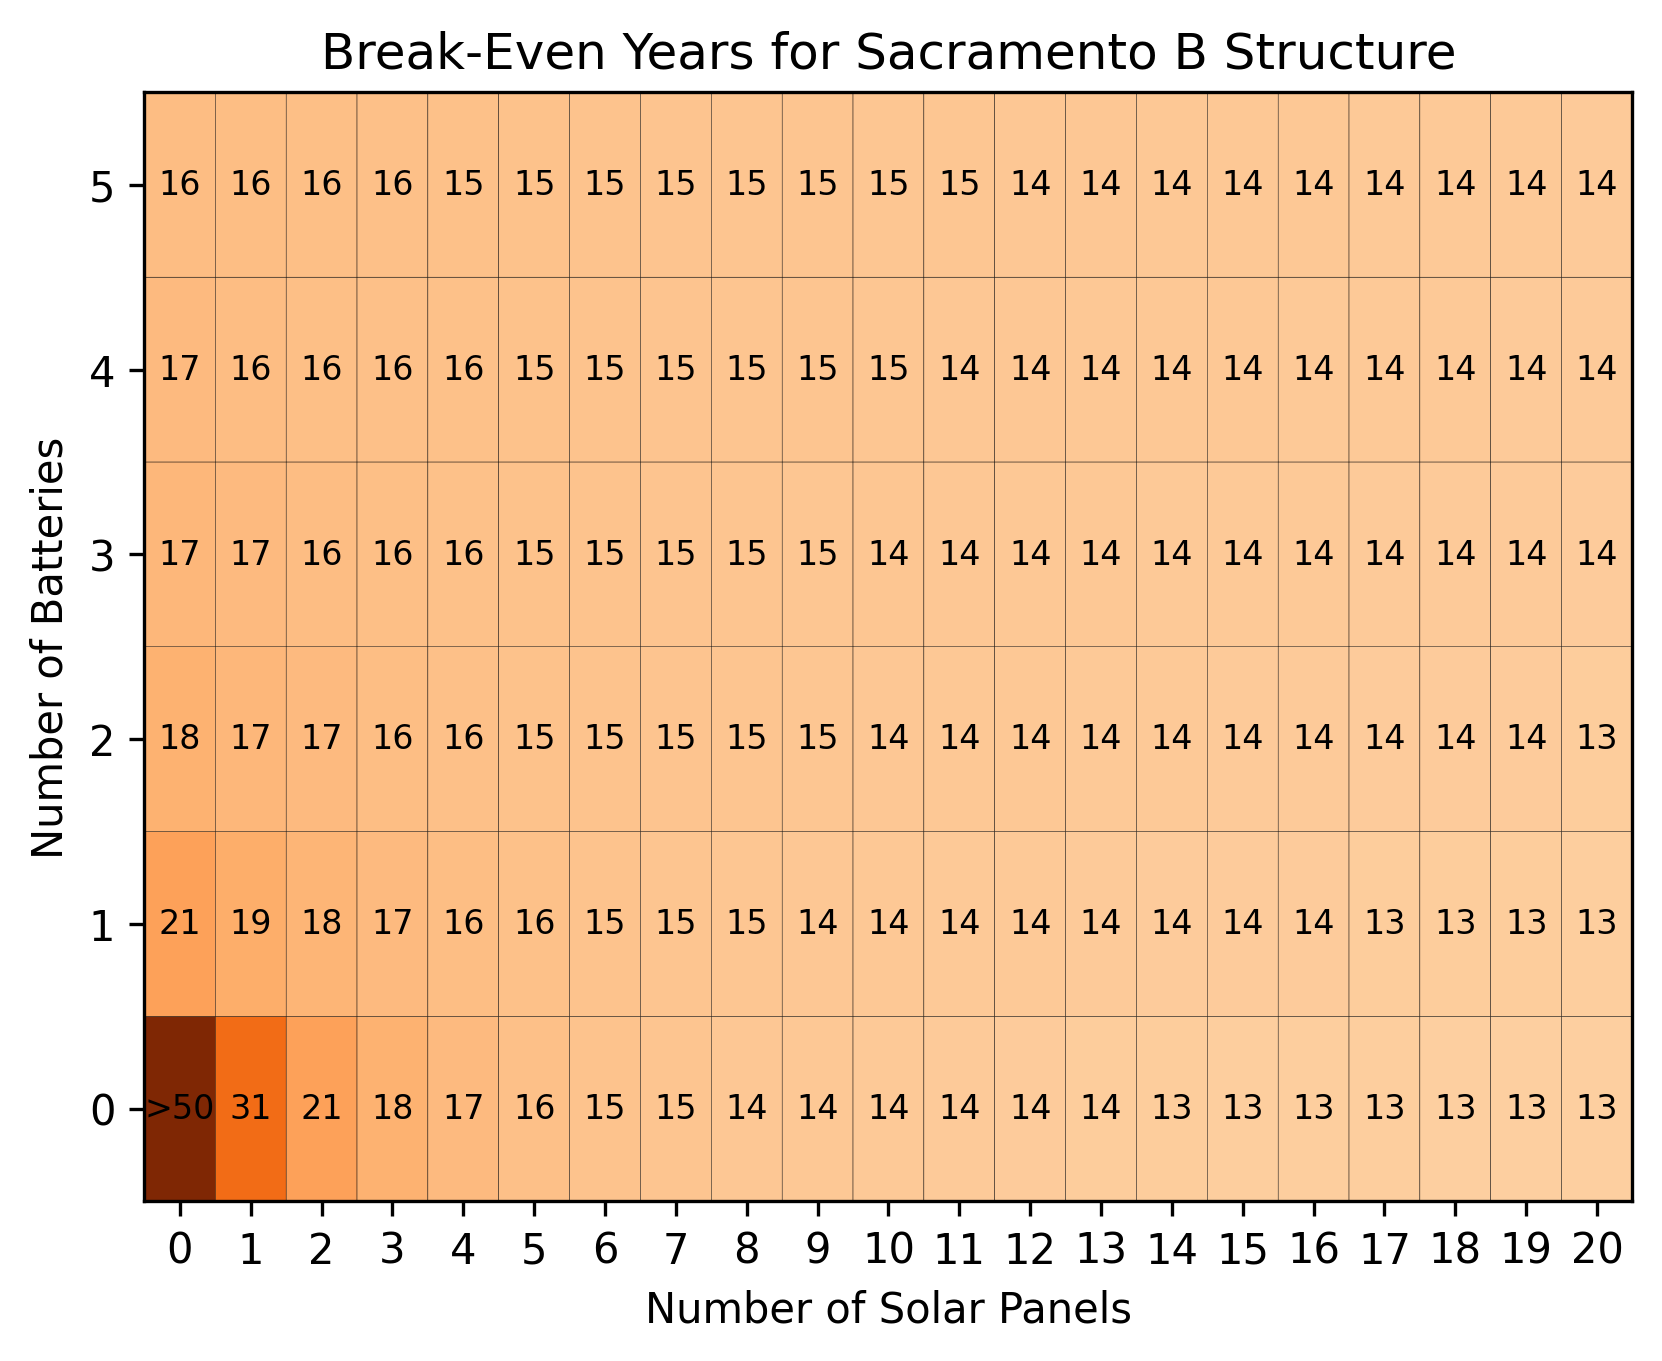 Break-Even Years for Sacramento B Structure
5 16 16 16 16 15 15 15 15 15 15 15 15 14 14 14 14 14 14 14 14 14
4 17 16 16 16 16 15 15 15 15 15 15 14 14 14 14 14 14 14 14 14 14
3 17 17 16 16 16 15 15 15 15 15 14 14 14 14 14 14 14 14 14 14 14
2 18 17 17 16 16 15 15 15 15 15 14 14 14 14 14 14 14 14 14 14 13
1 21 19 18 17 16 16 15 15 15 14 14 14 14 14 14 14 14 13 13 13 13
0 >50 31 21 18 17 16 15 15 14 14 14 14 14 14 13 13 13 13 13 13 13
0 1 2 3 4 5 6 7 8 9 10 11 12 13 14 15 16 17 18 19 20
Number of Solar Panels
Number of Batteries